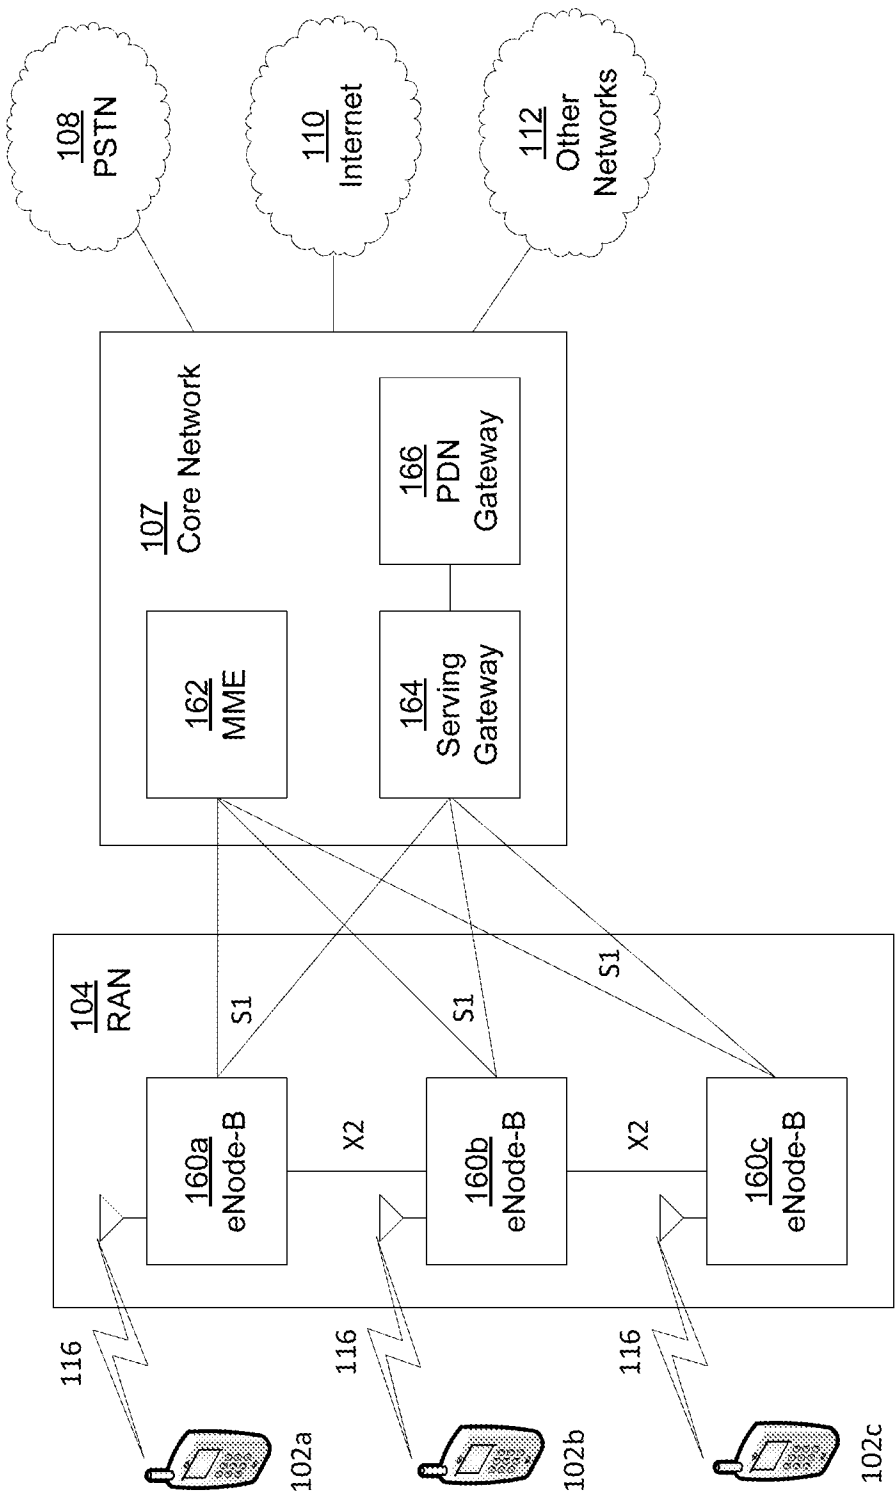 102a
116
104
RAN
160a
eNode-B
S1
162
MME
107
Core Network
108
PSTN
X2
102b
116
160b
eNode-B
S1
164
Serving
Gateway
166
PDN
Gateway
110
Internet
X2
102c
116
160c
eNode-B
S1
112
Other
Networks